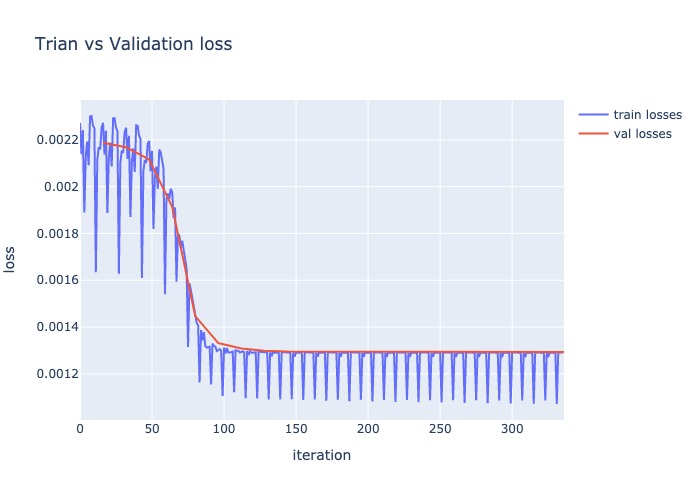 Trian vs Validation loss
train losses
val losses
0.0022
0.002
0.0018
0.0016
0.0014
0.0012
loss
0 50 100 150 200 250 300
iteration